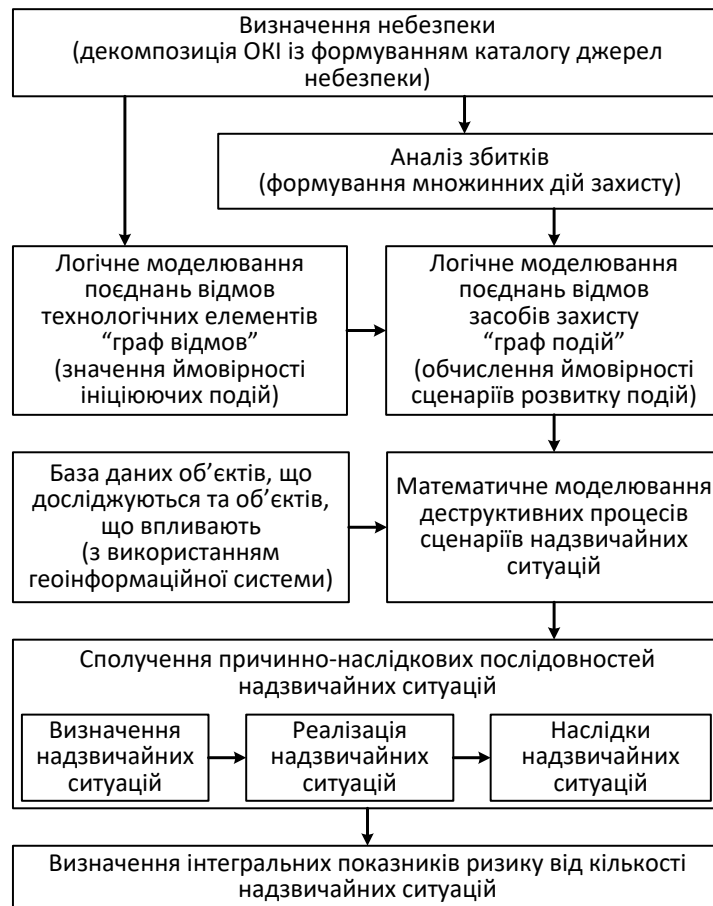 Визначення небезпеки
(декомпозиція ОКІ із формуванням каталогу джерел
небезпеки)
Аналіз збитків
(формування множинних дій захисту)
Логічне моделювання
поєднань відмов
технологічних елементів
“граф відмов”
(значення ймовірності
ініціюючих подій)
Логічне моделювання
поєднань відмов
засобів захисту
“граф подій”
(обчислення ймовірності
сценаріїв розвитку подій)
База даних об’єктів, що
досліджуються та об’єктів,
що впливають
(з використанням
геоінформаційної системи)
Математичне моделювання
деструктивних процесів
сценаріїв надзвичайних
ситуацій
Сполучення причинно-наслідкових послідовностей
надзвичайних ситуацій
Визначення
надзвичайних
ситуацій
Реалізація
надзвичайних
ситуацій
Наслідки
надзвичайних
ситуацій
Визначення інтегральних показників ризику від кількості
надзвичайних ситуацій